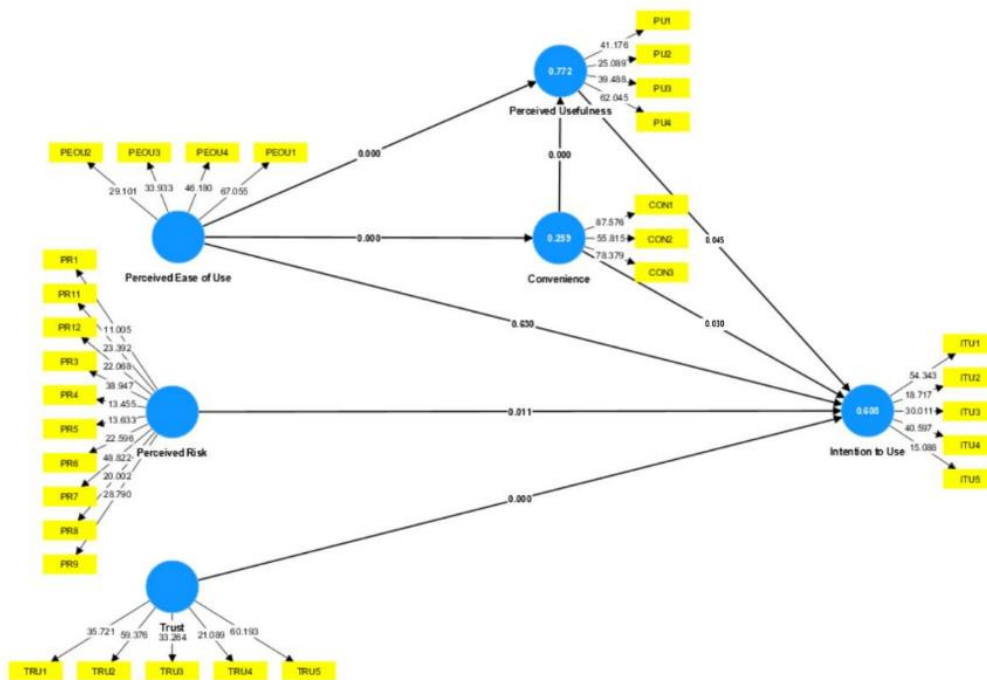 PU1
41.176
PU2
25.089
0.772
39.488
PU3
62.045
Perceived Usefulness
PU4
PEOU2
PEOU3
PEOU4
PEOU1
0.000
0.000
29.101
33.933
46.180
67.055
CON1
87.576
0.000
0.259
55.815
CON2
0.045
78.379
CON3
Perceived Ease of Use
Convenience
PR1
PR11
11.005
PR12
23.392
22.068
PR3
38.947
PR4
13.455
PR5
13.633
22.596
PR6
48.822
PR7
20.002
28.790
PR8
PR9
Perceived Risk
0.030
0.011
ITU1
54.343
ITU2
18.717
30.011
ITU3
40.597
ITU4
15.088
ITU5
Intention to Use
0.000
Trust
35.721
59.376
33.264
21.089
60.193
TRU1
TRU2
TRU3
TRU4
TRU5